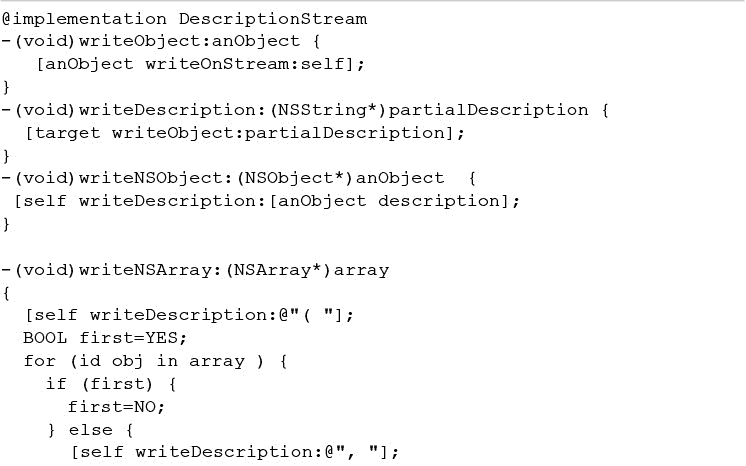 @implementation DescriptionStream
-(void)writeObject:anObject {
   [anObject writeOnStream:self];
}
-(void)writeDescription:(NSString*)partialDescription {
  [target writeObject:partialDescription];
}
-(void)writeNSObject:(NSObject*)anObject  {
 [self writeDescription:[anObject description];
}

-(void)writeNSArray:(NSArray*)array
{
  [self writeDescription:@"( "];
  BOOL first=YES;
  for (id obj in array ) {
    if (first) {
      first=NO;
    } else {
      [self writeDescription:@", "];